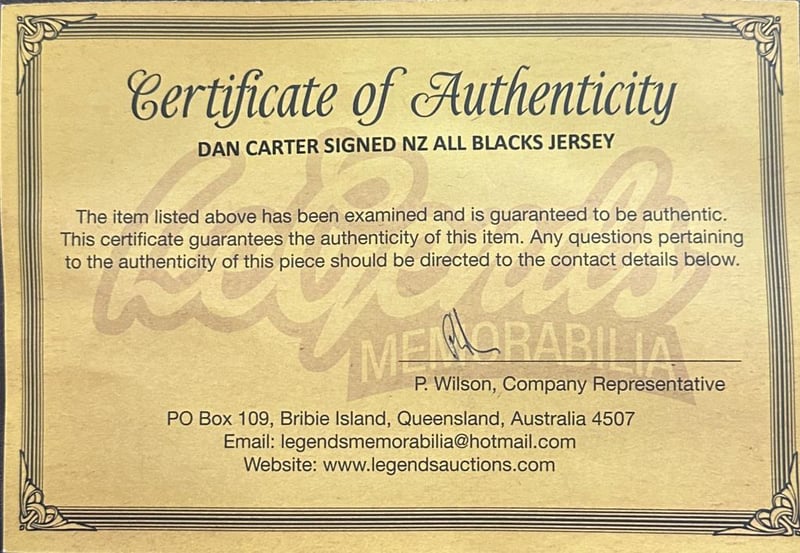 Certificate of Authenticity
DAN CARTER SIGNED NZ ALL BLACKS JERSEY
The item listed above has been examined and is guaranteed to be authentic.
This certificate guarantees the authenticity of this item. Any questions pertaining
to the authenticity of this piece should be directed to the contact details below.
Legends
MEMORABILIA
P. Wilson, Company Representative
PO Box 109, Bribie Island, Queensland, Australia 4507
Email: legendsmemorabilia@hotmail.com
Website: www.legendsauctions.com